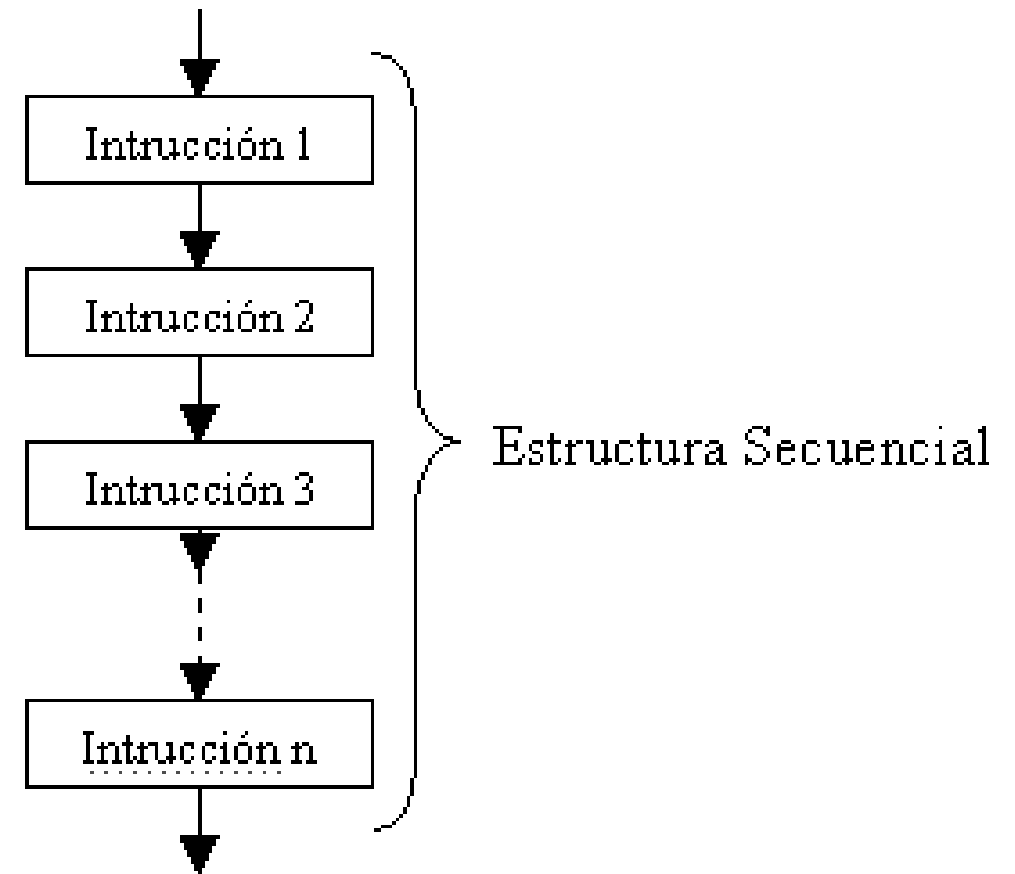 Intrucción 1
Intrucción 2
Intrucción 3
Estructura Secuencial
Intrucción n